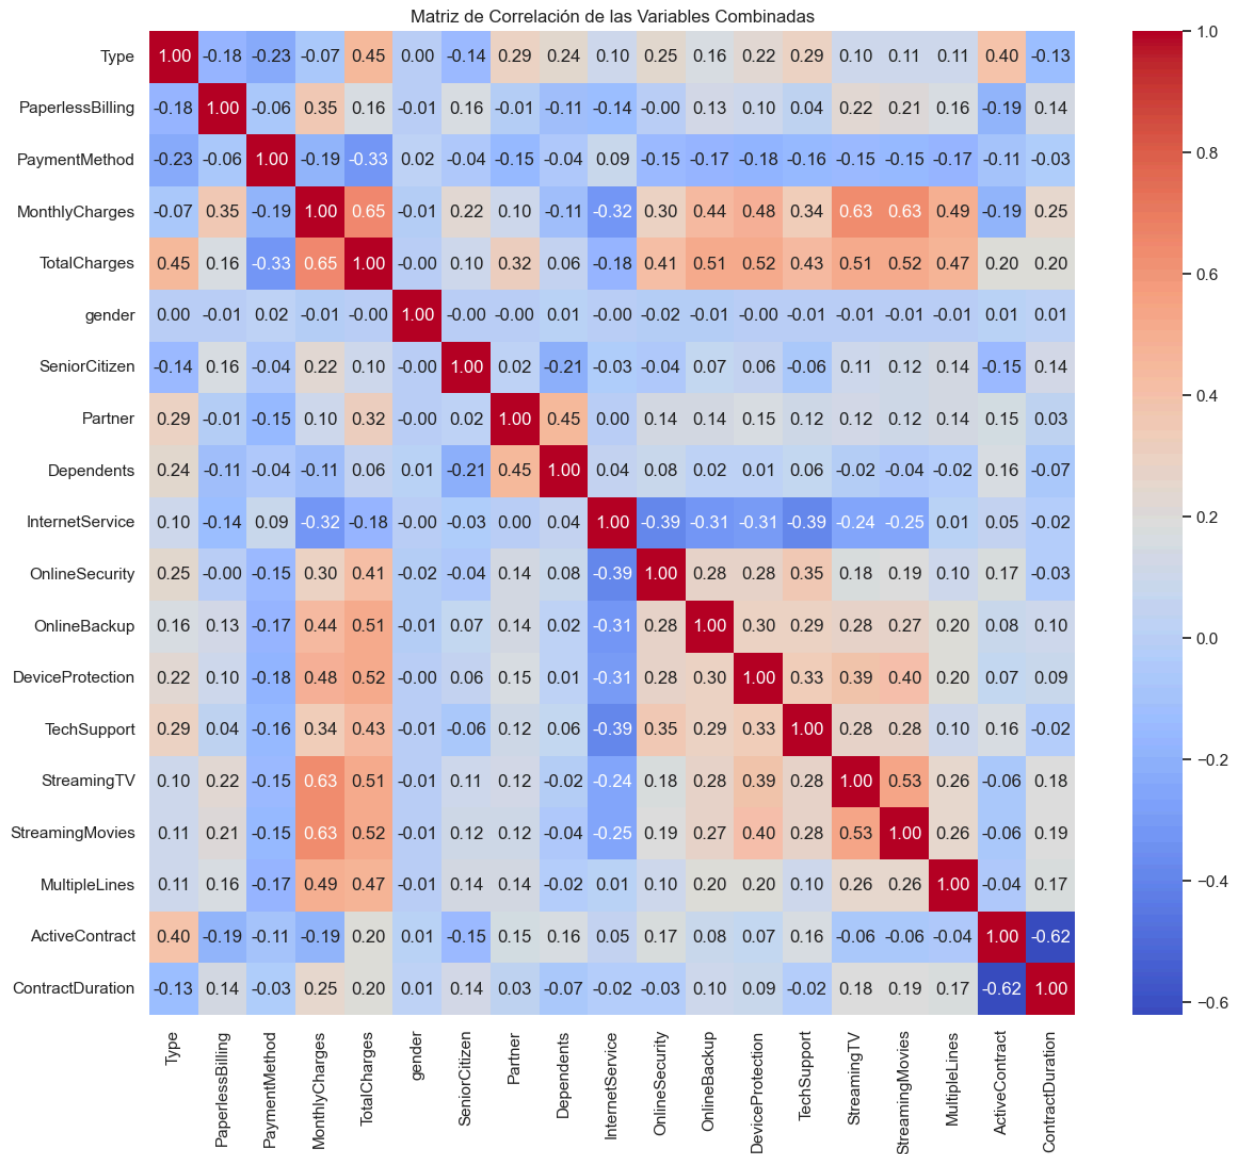 Matriz de Correlación de las Variables Combinadas
Type 1.00 -0.18 -0.23 -0.07 0.45 0.00 -0.14 0.29 0.24 0.10 0.25 0.16 0.22 0.29 0.10 0.11 0.11 0.40 -0.13
PaperlessBilling -0.18 1.00 -0.06 0.35 0.16 -0.01 0.16 -0.01 -0.11 -0.14 -0.00 0.13 0.10 0.04 0.22 0.21 0.16 -0.19 0.14
PaymentMethod -0.23 -0.06 1.00 -0.19 -0.33 0.02 -0.04 -0.15 -0.04 0.09 -0.15 -0.17 -0.18 -0.16 -0.15 -0.15 -0.17 -0.11 -0.03
MonthlyCharges -0.07 0.35 -0.19 1.00 0.65 -0.01 0.22 0.10 -0.11 -0.32 0.30 0.44 0.48 0.34 0.63 0.63 0.49 -0.19 0.25
TotalCharges 0.45 0.16 -0.33 0.65 1.00 -0.00 0.10 0.32 0.06 -0.18 0.41 0.51 0.52 0.43 0.51 0.52 0.47 0.20 0.20
gender 0.00 -0.01 0.02 -0.01 -0.00 1.00 -0.00 -0.00 0.01 -0.00 -0.02 -0.01 -0.00 -0.01 -0.01 -0.01 -0.01 0.01 0.01
SeniorCitizen -0.14 0.16 -0.04 0.22 0.10 -0.00 1.00 0.02 -0.21 -0.03 -0.04 0.07 0.06 -0.06 0.11 0.12 0.14 -0.15 0.14
Partner 0.29 -0.01 -0.15 0.10 0.32 -0.00 0.02 1.00 0.45 0.00 0.14 0.14 0.15 0.12 0.12 0.12 0.14 0.15 0.03
Dependents 0.24 -0.11 -0.04 -0.11 0.06 0.01 -0.21 0.45 1.00 0.04 0.08 0.02 0.01 0.06 -0.02 -0.04 -0.02 0.16 -0.07
InternetService 0.10 -0.14 0.09 -0.32 -0.18 -0.00 -0.03 0.00 0.04 1.00 -0.39 -0.31 -0.31 -0.39 -0.24 -0.25 0.01 0.05 -0.02
OnlineSecurity 0.25 -0.00 -0.15 0.30 0.41 -0.02 -0.04 0.14 0.08 -0.39 1.00 0.28 0.28 0.35 0.18 0.19 0.10 0.17 -0.03
OnlineBackup 0.16 0.13 -0.17 0.44 0.51 -0.01 0.07 0.14 0.02 -0.31 0.28 1.00 0.30 0.29 0.28 0.27 0.20 0.08 0.10
DeviceProtection 0.22 0.10 -0.18 0.48 0.52 -0.00 0.06 0.15 0.01 -0.31 0.28 0.30 1.00 0.33 0.39 0.40 0.20 0.07 0.09
TechSupport 0.29 0.04 -0.16 0.34 0.43 -0.01 -0.06 0.12 0.06 -0.39 0.35 0.29 0.33 1.00 0.28 0.28 0.10 0.16 -0.02
StreamingTV 0.10 0.22 -0.15 0.63 0.51 -0.01 0.11 0.12 -0.02 -0.24 0.18 0.28 0.39 0.28 1.00 0.53 0.26 -0.06 0.18
StreamingMovies 0.11 0.21 -0.15 0.63 0.52 -0.01 0.12 0.12 -0.04 -0.25 0.19 0.27 0.40 0.28 0.53 1.00 0.26 -0.06 0.19
MultipleLines 0.11 0.16 -0.17 0.49 0.47 -0.01 0.14 0.14 -0.02 0.01 0.10 0.20 0.20 0.10 0.26 0.26 1.00 -0.04 0.17
ActiveContract 0.40 -0.19 -0.11 -0.19 0.20 0.01 -0.15 0.15 0.16 0.05 0.17 0.08 0.07 0.16 -0.06 -0.06 -0.04 1.00 -0.62
ContractDuration -0.13 0.14 -0.03 0.25 0.20 0.01 0.14 0.03 -0.07 -0.02 -0.03 0.10 0.09 -0.02 0.18 0.19 0.17 -0.62 1.00
Type
PaperlessBilling
PaymentMethod
MonthlyCharges
TotalCharges
gender
SeniorCitizen
Partner
Dependents
InternetService
OnlineSecurity
OnlineBackup
DeviceProtection
TechSupport
StreamingTV
StreamingMovies
MultipleLines
ActiveContract
ContractDuration
1.0
0.8
0.6
0.4
0.2
0.0
-0.2
-0.4
-0.6